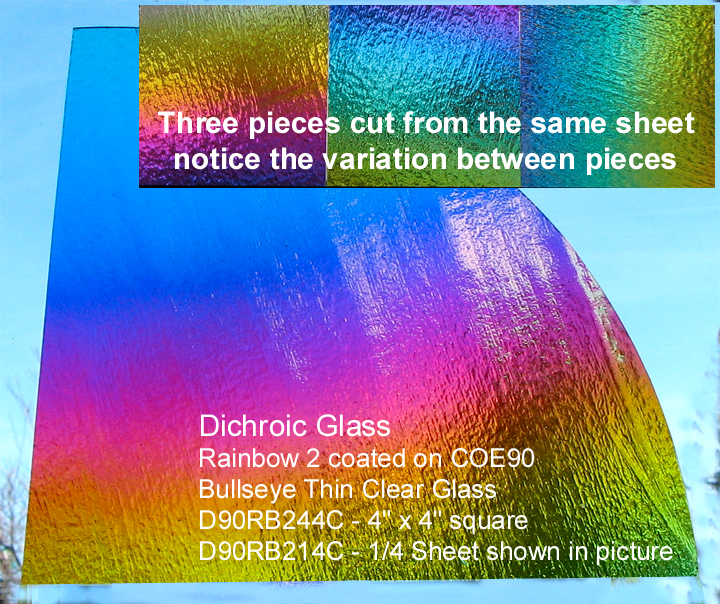 Three pieces cut from the same sheet
notice the variation between pieces
Dichroic Glass
Rainbow 2 coated on COE90
Bullseye Thin Clear Glass
D90RB244C - 4" x 4" square
D90RB214C - 1/4 Sheet shown in picture